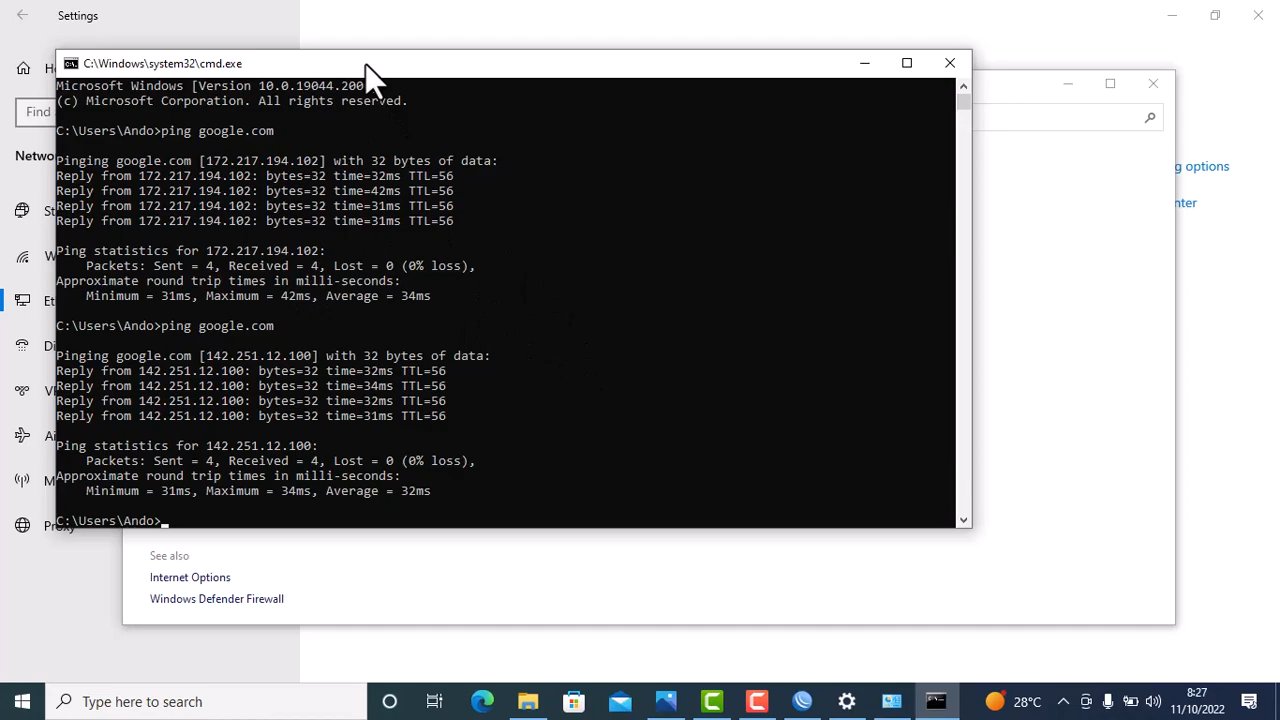 Settings
C:\Windows\system32\cmd.exe
Microsoft Windows [Version 10.0.19044.200
(c) Microsoft Corporation. All rights reserved.
Find
C:\Users\Ando>ping google.com
Netwo
Pinging google.com [172.217.194.102] with 32 bytes of data:
g options
Reply from 172.217.194.102: bytes=32 time=32ms TTL=56
Reply from 172.217.194.102: bytes=32 time=42ms TTL=56
Reply from 172.217.194.102: bytes=32 time=31ms TTL=56
nter
St
Reply from 172.217.194.102: bytes=32 time=31ms TTL=56
W
Ping statistics for 172.217.194.102:
Packets: Sent = 4, Received = 4, Lost = 0 (0% loss),
Approximate round trip times in milli-seconds:
Minimum = 31ms, Maximum = 42ms, Average = 34ms
Et
C:\Users\Ando>ping google.com
Di
Pinging google.com [142.251.12.100] with 32 bytes of data:
Reply from 142.251.12.100: bytes=32 time=32ms TTL=56
Reply from 142.251.12.100: bytes=32 time=34ms TTL=56
VP
Reply from 142.251.12.100: bytes=32 time=32ms TTL=56
Reply from 142.251.12.100: bytes=32 time=31ms TTL=56
Ai
Ping statistics for 142.251.12.100:
Packets: Sent = 4, Received = 4, Lost = 0 (0% loss),
Approximate round trip times in milli-seconds:
M
Minimum = 31ms, Maximum = 34ms, Average = 32ms
C:\Users\Ando>
Proxy
See also
Internet Options
Windows Defender Firewall
Type here to search
28°C
8:27
11/10/2022